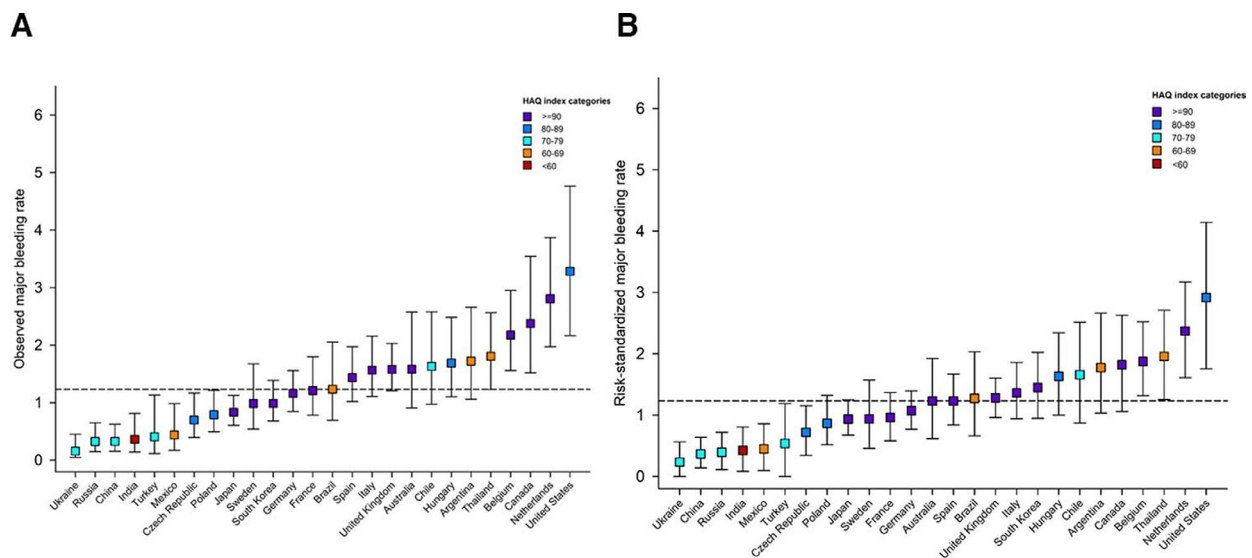 A
B
HAQ index categories
>=90
80-89
70-79
60-69
<60
Observed major bleeding rate
6
5
4
3
2
1
0
Ukraine
Russia
China
India
Turkey
Mexico
Czech Republic
Poland
Japan
Sweden
South Korea
Germany
France
Brazil
Spain
Italy
United Kingdom
Australia
Chile
Hungary
Argentina
Thailand
Belgium
Canada
Netherlands
United States
HAQ index categories
>=90
80-89
70-79
60-69
<60
Risk-standardized major bleeding rate
6
5
4
3
2
1
0
Ukraine
China
Russia
India
Mexico
Turkey
Czech Republic
Poland
Japan
Sweden
France
Germany
Australia
Spain
Brazil
United Kingdom
Italy
South Korea
Hungary
Chile
Argentina
Canada
Belgium
Thailand
Netherlands
United States